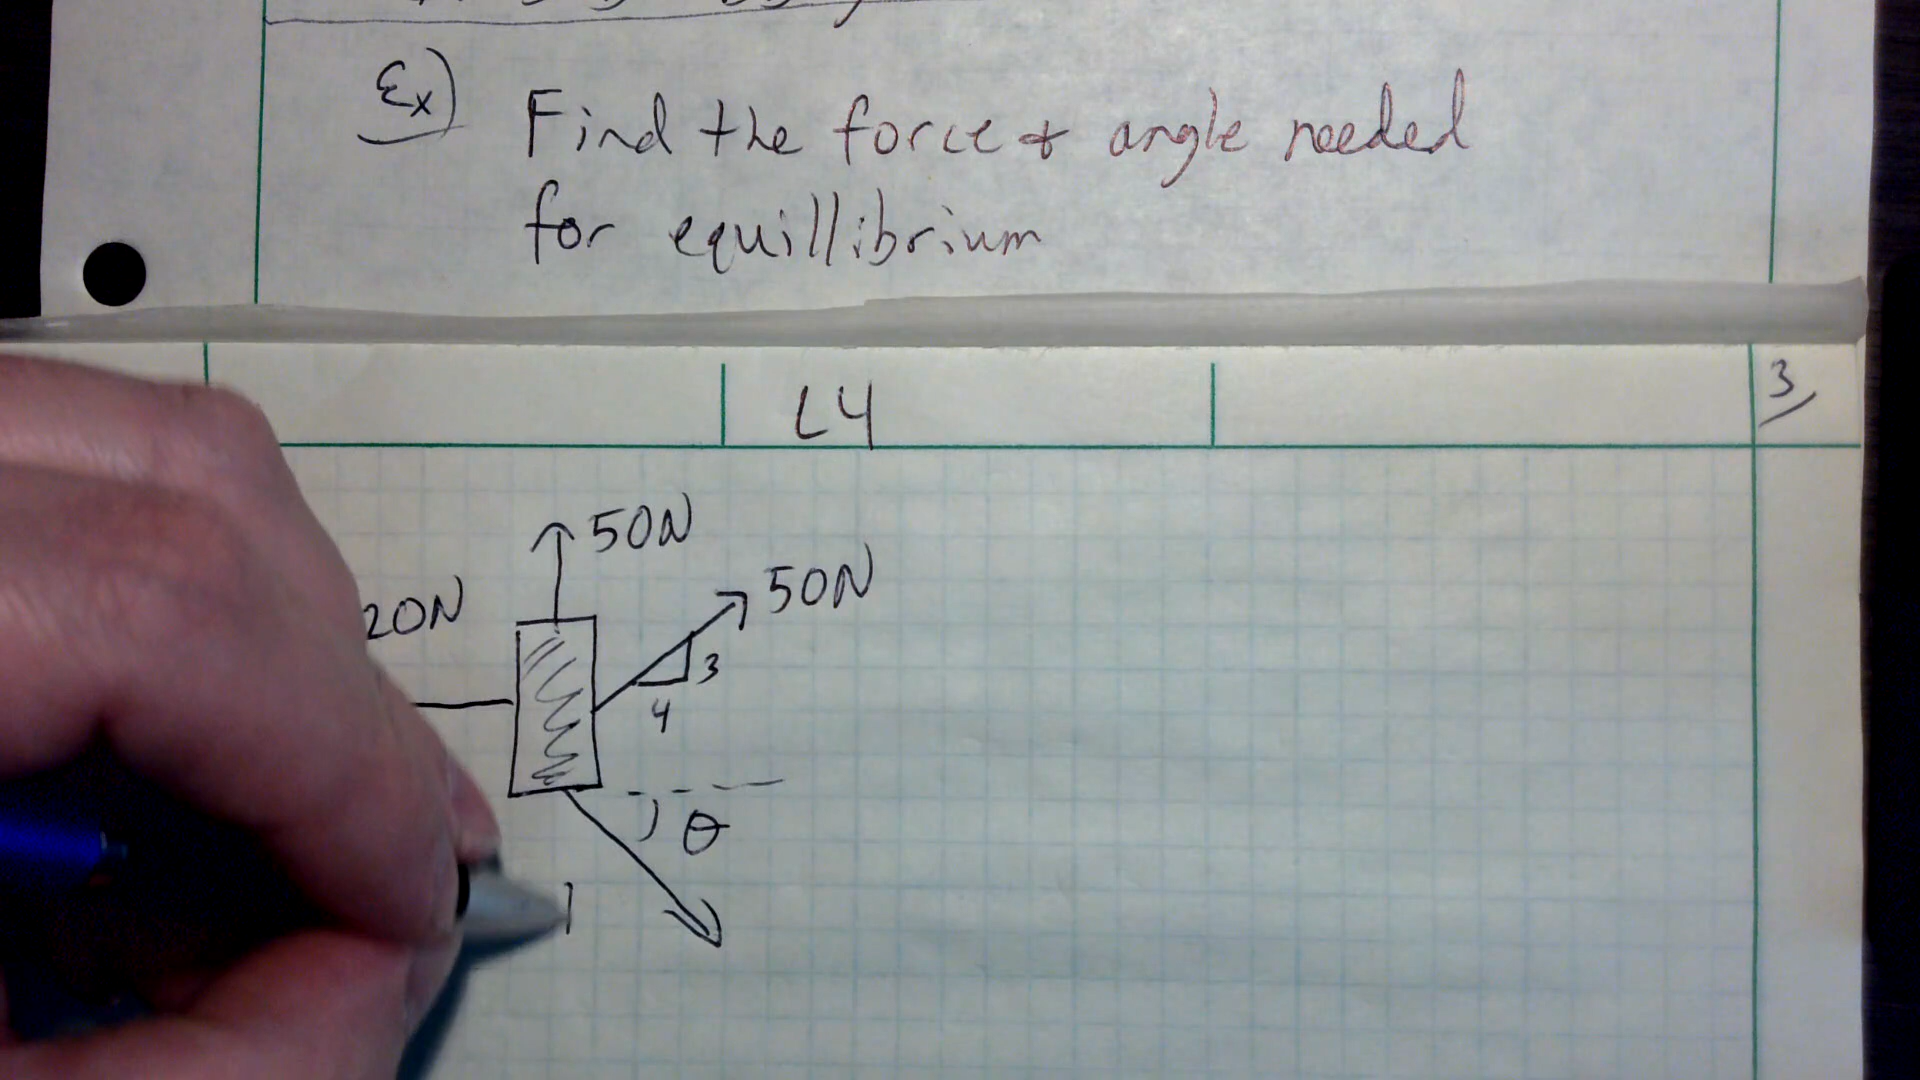 Ex) Find the force & angle needed
for equillibrium
L4
3
50N
50N
20N
3
4
θ